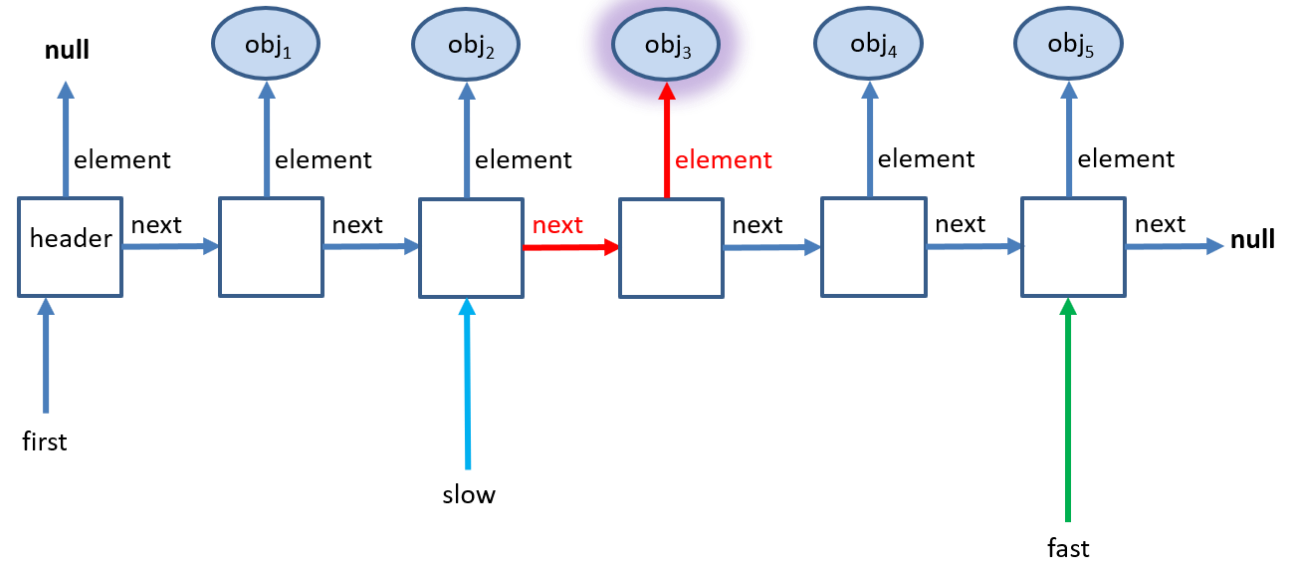 null
obj1
obj2
obj3
obj4
obj5
element
element
element
element
element
element
header
next
next
next
next
next
next
null
first
slow
fast